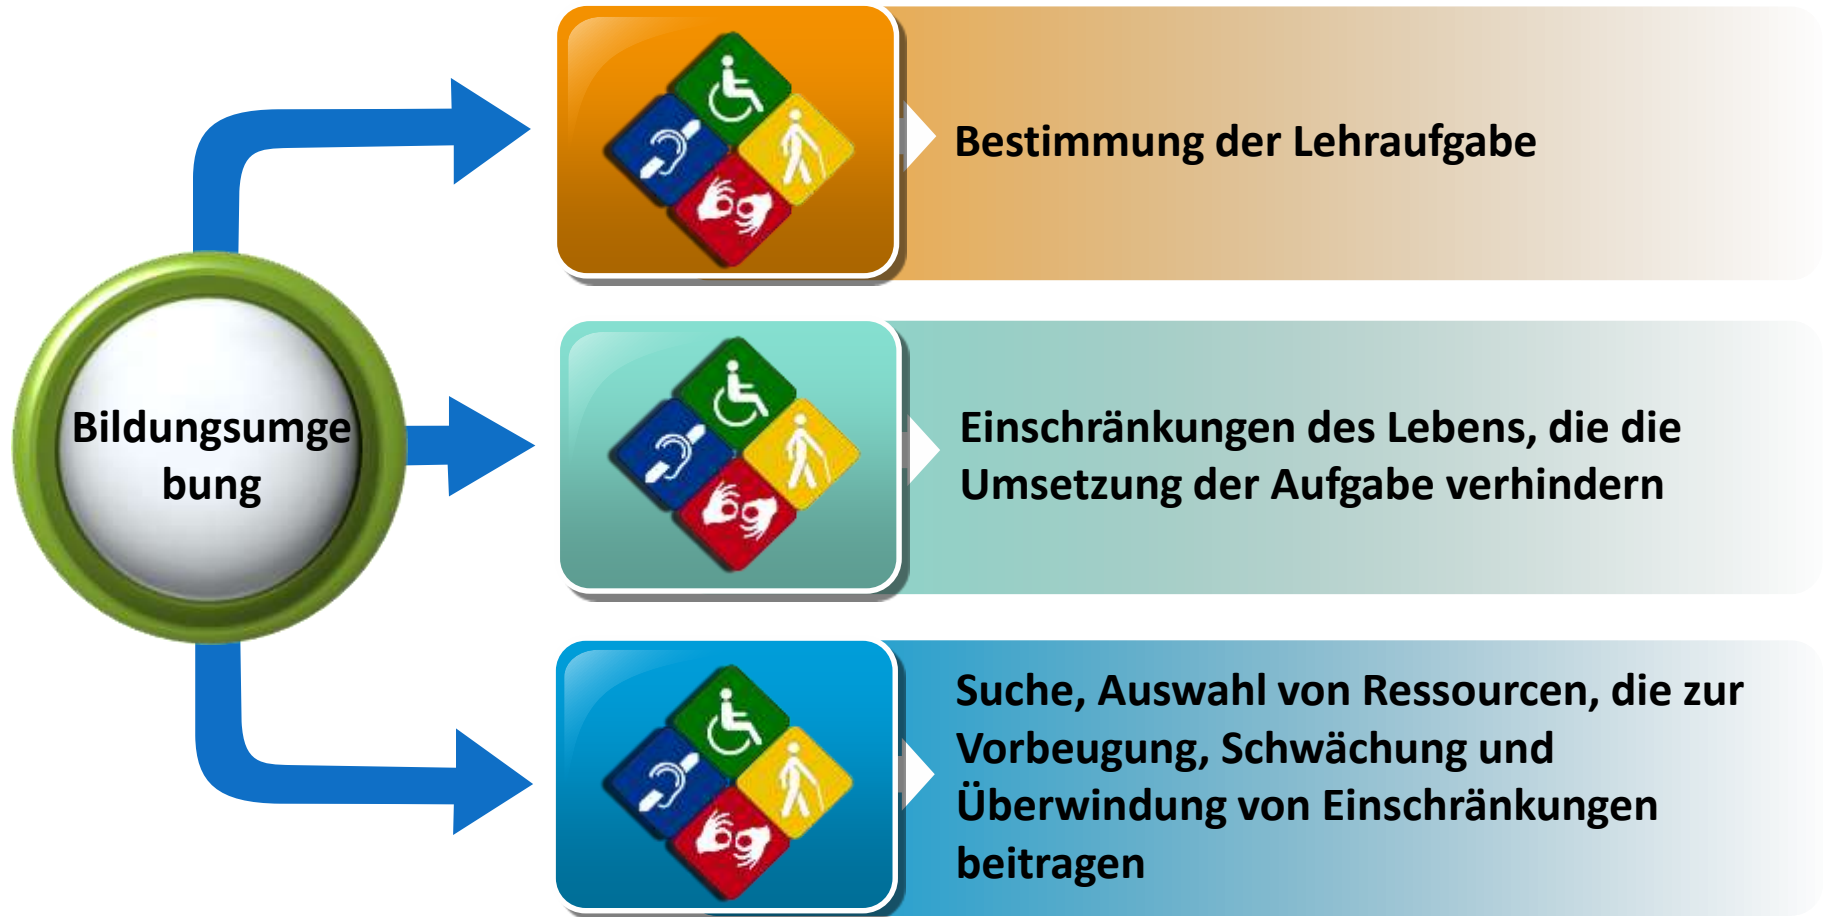 Bildungsumge
bung
Bestimmung der Lehraufgabe
Einschränkungen des Lebens, die die
Umsetzung der Aufgabe verhindern
Suche, Auswahl von Ressourcen, die zur
Vorbeugung, Schwächung und
Überwindung von Einschränkungen
beitragen